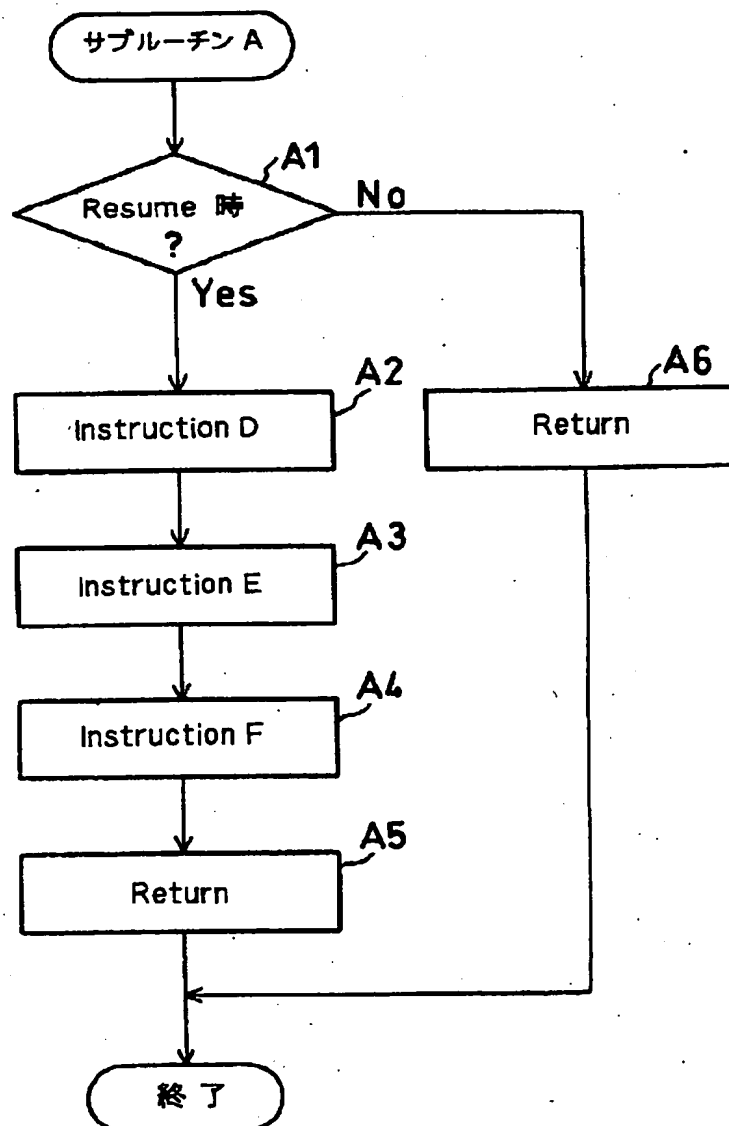 サブルーチン A
A1
Resume 時
?
No
Yes
A2
Instruction D
A6
Return
A3
Instruction E
A4
Instruction F
A5
Return
終了